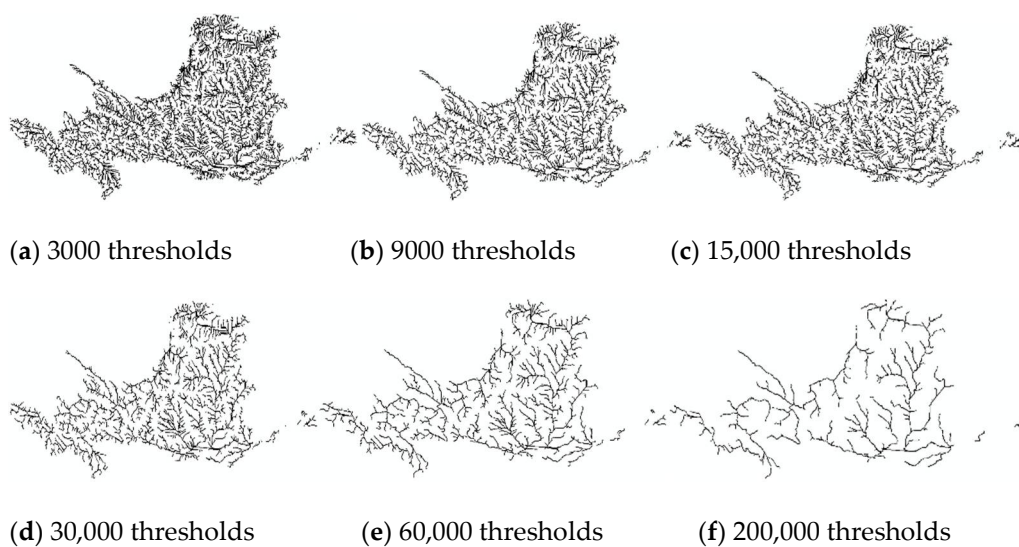 (a) 3000 thresholds
(b) 9000 thresholds
(c) 15,000 thresholds
(d) 30,000 thresholds
(e) 60,000 thresholds
(f) 200,000 thresholds